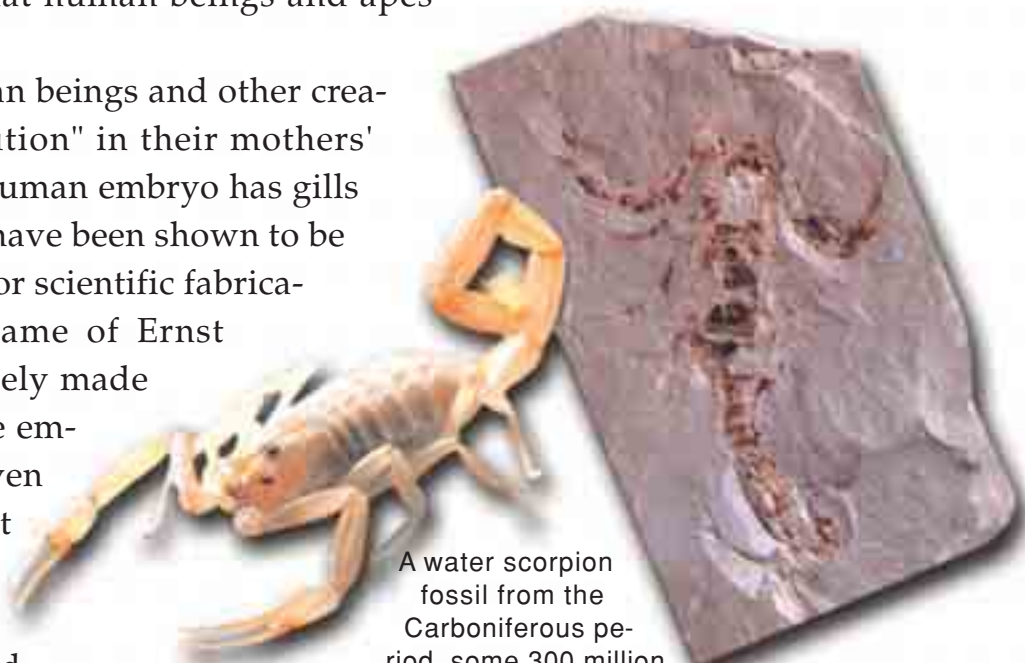 at human beings and apes
an beings and other crea-
ution" in their mothers'
uman embryo has gills
have been shown to be
or scientific fabrica-
ame of Ernst
ely made
e em-
ven
t
A water scorpion
fossil from the
Carboniferous pe-
riod, some 300 million
d